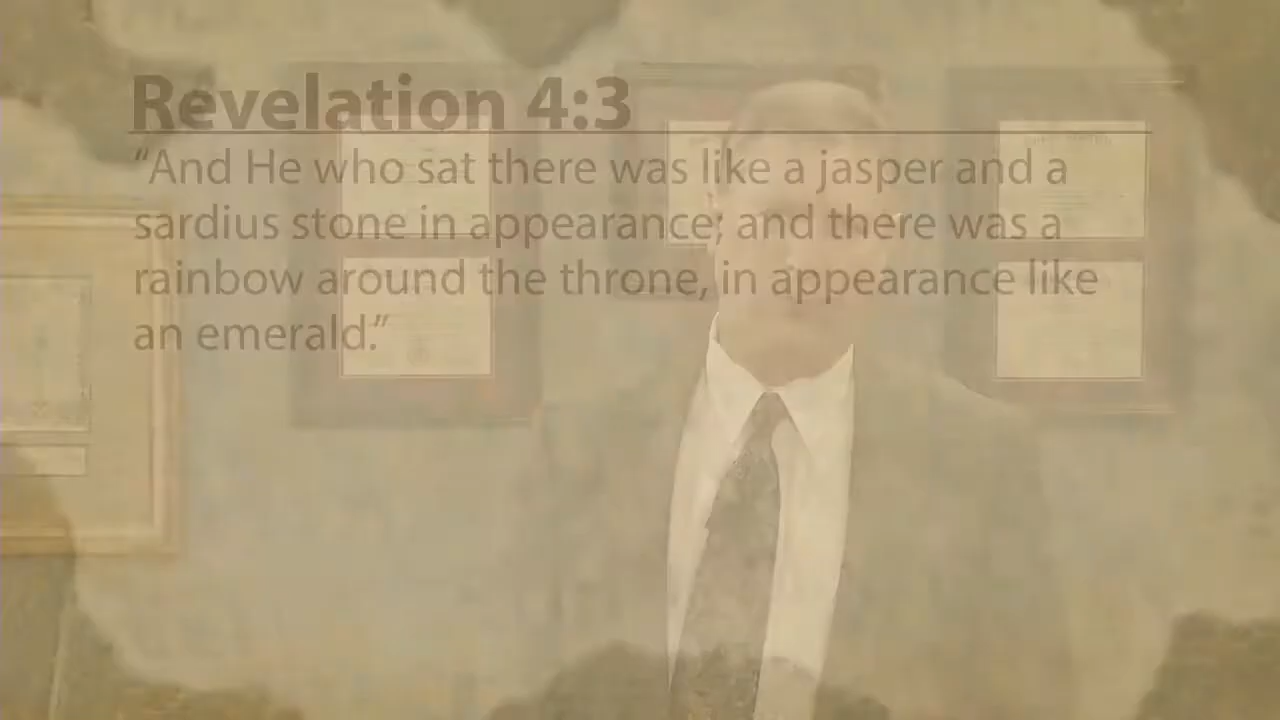 Revelation 4:3
“And He who sat there was like a jasper and a
sardius stone in appearance; and there was a
rainbow around the throne, in appearance like
an emerald.”